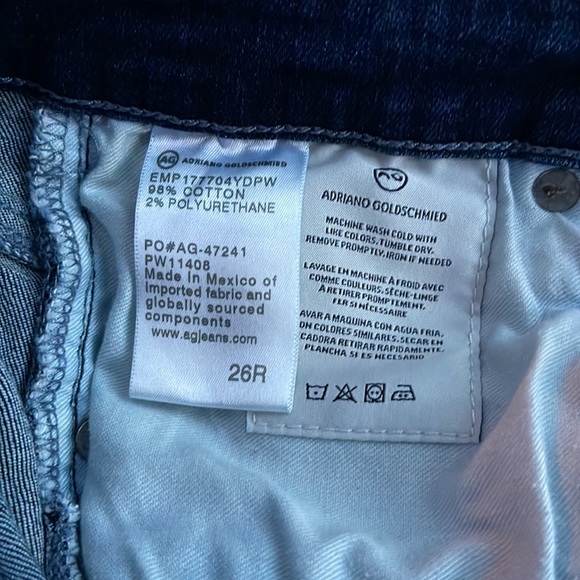 AG ADRIANO GOLDSCHMIED
EMP177704YDPW
98% COTTON
2% POLYURETHANE
PO#AG-47241
PW11408
Made In Mexico of
Imported fabric and
globally sourced
components
www.agjeans.com
26R
AG
ADRIANO GOLDSCHMIED
MACHINE WASH COLD WITH
LIKE COLORS. TUMBLE DRY.
REMOVE PROMPTLY, IRON IF NEEDED
LAVAGE EN MACHINE À FROID AVEC
COMME COULEURS. SÈCHE-LINGE
À RETIRER PROMPTEMENT.
FER SI NÉCESSAIRE
AVAR A MAQUINA CON AGUA FRIA,
ON COLORES SIMILARES. SECAR EN
CADORA RETIRAR RAPIDAMENTE.
PLANCHA SI ES NECESARIO